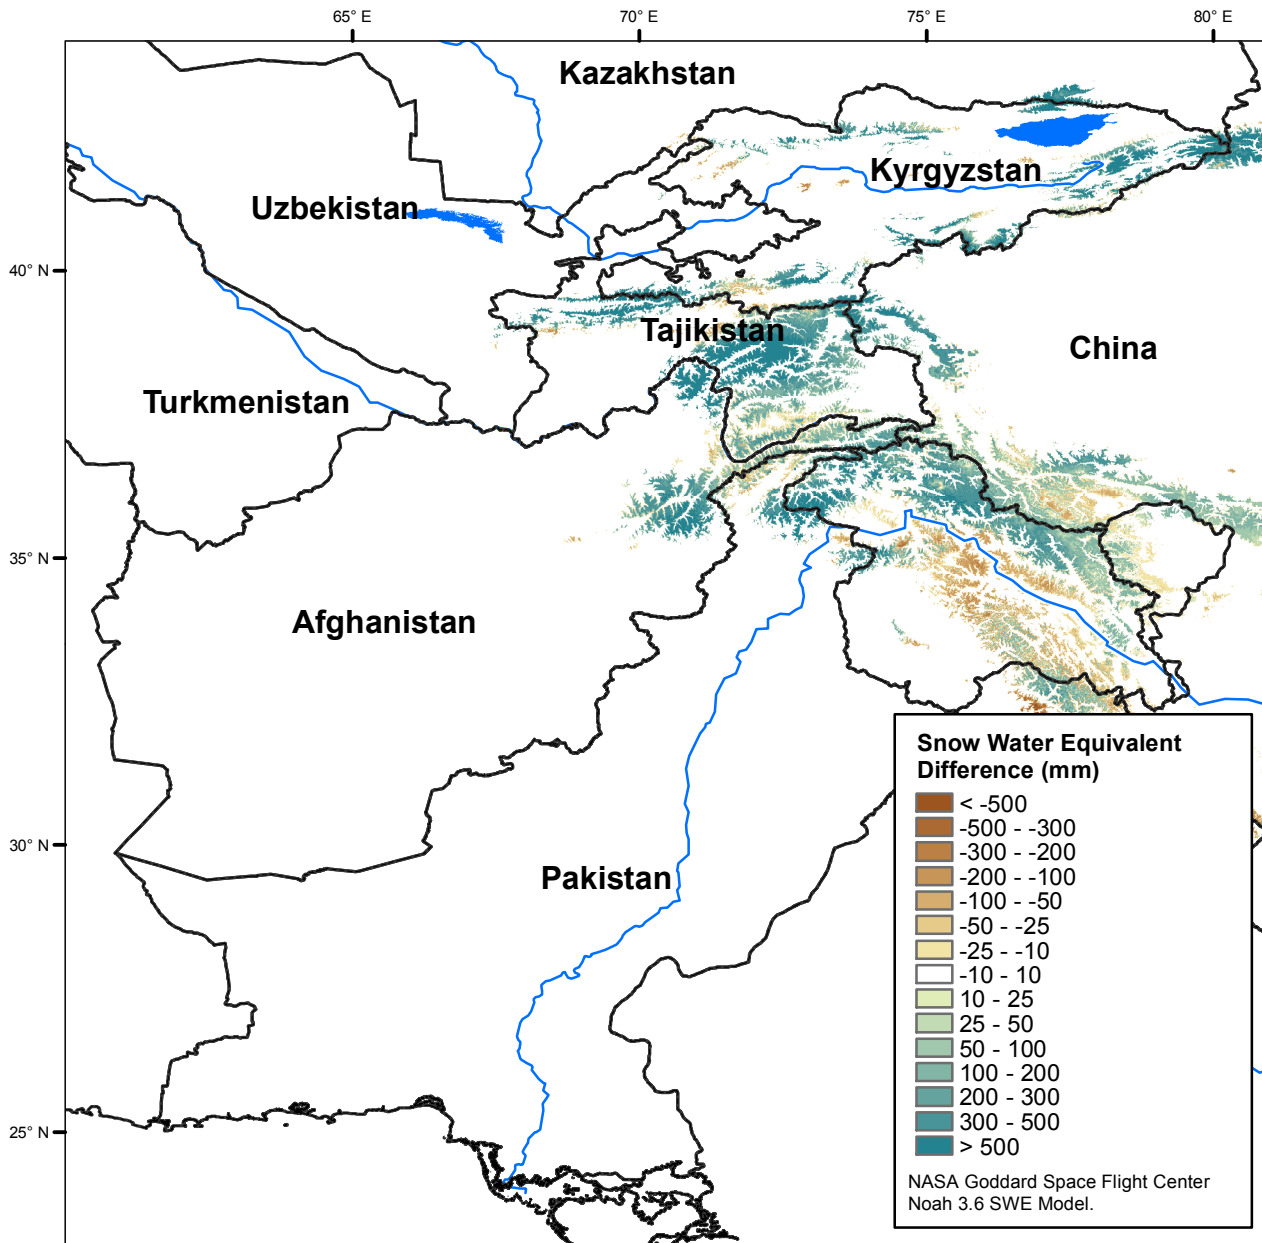 65° E
70° E
75° E
80° E
Kazakhstan
Kyrgyzstan
Uzbekistan
40° N
Tajikistan
China
Turkmenistan
35° N
Afghanistan
30° N
Pakistan
25° N
Snow Water Equivalent
Difference (mm)
< -500
-500 - -300
-300 - -200
-200 - -100
-100 - -50
-50 - -25
-25 - -10
-10 - 10
10 - 25
25 - 50
50 - 100
100 - 200
200 - 300
300 - 500
> 500
NASA Goddard Space Flight Center
Noah 3.6 SWE Model.